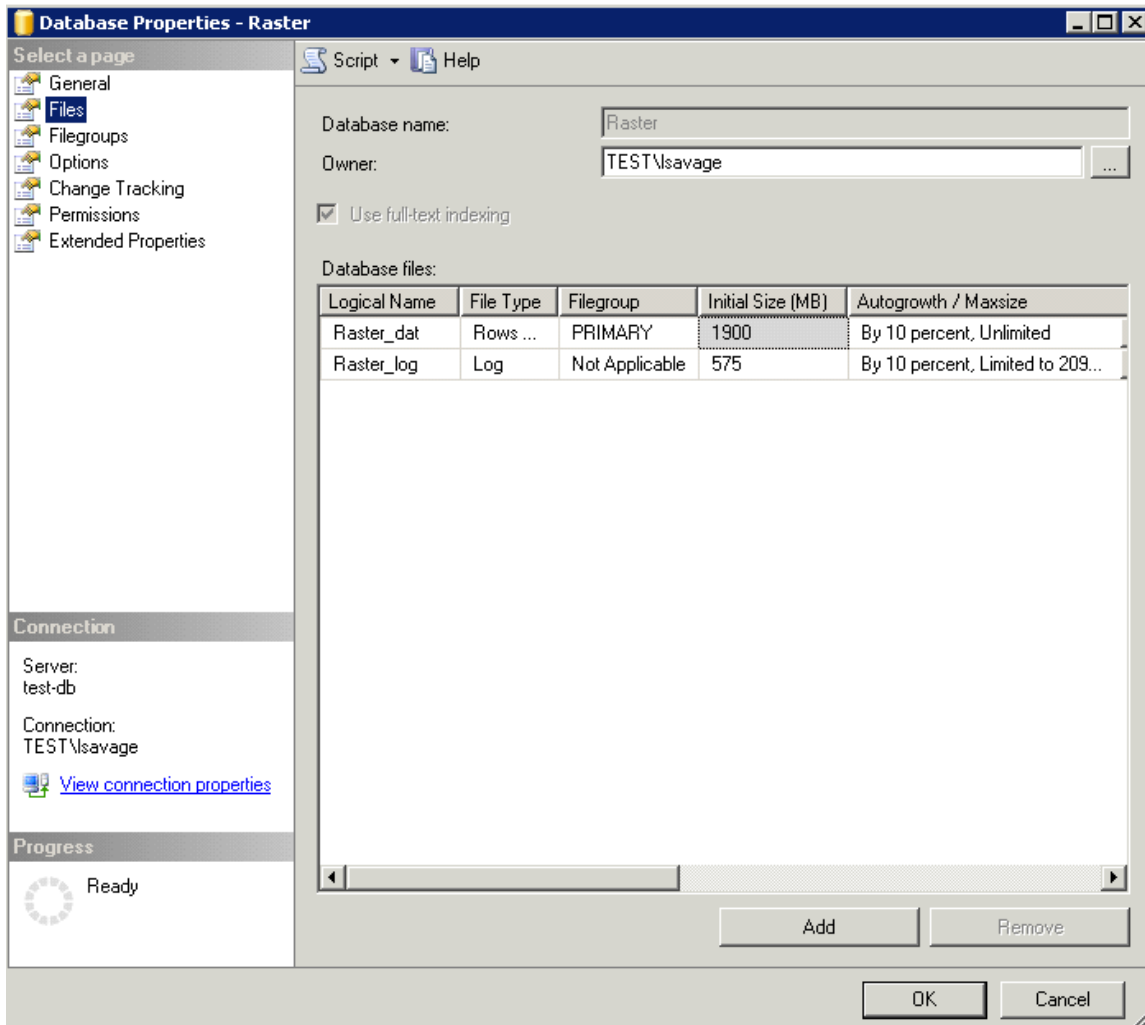 Database Properties - Raster
Select a page
General
Files
Filegroups
Options
Change Tracking
Permissions
Extended Properties
Script Help
Database name: Raster
Owner: TEST\lsavage ...
Use full-text indexing
Database files:
Logical Name File Type Filegroup Initial Size (MB) Autogrowth / Maxsize
Raster_dat Rows ... PRIMARY 1900 By 10 percent, Unlimited
Raster_log Log Not Applicable 575 By 10 percent, Limited to 209...
Connection
Server:
test-db
Connection:
TEST\lsavage
View connection properties
Progress
Ready
Add Remove
OK Cancel